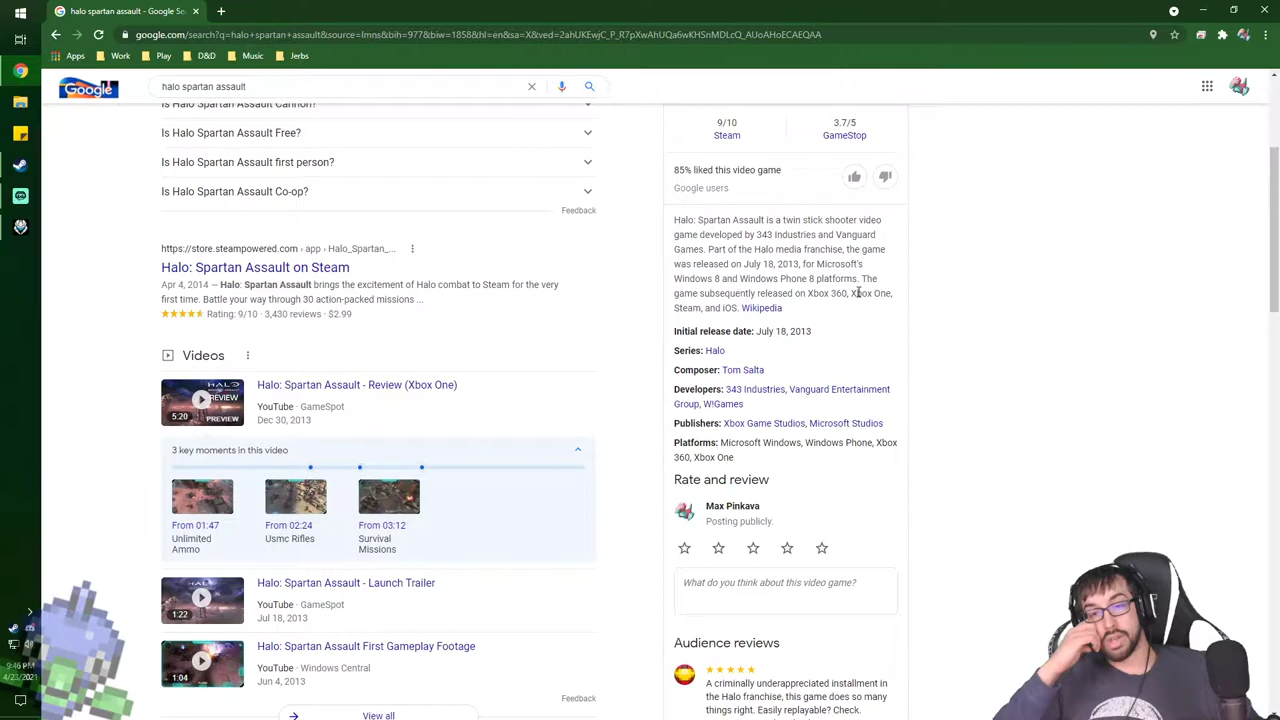 halo spartan assault - Google Se
google.com/search?q=halo+spartan+assault&source=lmns&bih=977&biw=1858&hl=en&sa=X&ved=2ahUKEwjC_P_R7pXwAhUQa6wKHSnMDLcQ_AUoAHoECAEQAA
Apps Work Play D&D Music Jerbs
Google
halo spartan assault
Is Halo Spartan Assault Cannon?
Is Halo Spartan Assault Free?
Is Halo Spartan Assault first person?
Is Halo Spartan Assault Co-op?
Feedback
https://store.steampowered.com › app › Halo_Spartan_...
Halo: Spartan Assault on Steam
Apr 4, 2014 — Halo: Spartan Assault brings the excitement of Halo combat to Steam for the very
first time. Battle your way through 30 action-packed missions ...
Rating: 9/10 · 3,430 reviews · $2.99
Videos
Halo: Spartan Assault - Review (Xbox One)
YouTube · GameSpot
Dec 30, 2013
REVIEW
PREVIEW
5:20
3 key moments in this video
From 01:47
Unlimited
Ammo
From 02:24
Usmc Rifles
From 03:12
Survival
Missions
Halo: Spartan Assault - Launch Trailer
YouTube · GameSpot
Jul 18, 2013
1:22
Halo: Spartan Assault First Gameplay Footage
YouTube · Windows Central
Jun 4, 2013
1:04
Feedback
View all
9/10
Steam
3.7/5
GameStop
85% liked this video game
Google users
Halo: Spartan Assault is a twin stick shooter video
game developed by 343 Industries and Vanguard
Games. Part of the Halo media franchise, the game
was released on July 18, 2013, for Microsoft's
Windows 8 and Windows Phone 8 platforms. The
game subsequently released on Xbox 360, Xbox One,
Steam, and iOS. Wikipedia
Initial release date: July 18, 2013
Series: Halo
Composer: Tom Salta
Developers: 343 Industries, Vanguard Entertainment
Group, W!Games
Publishers: Xbox Game Studios, Microsoft Studios
Platforms: Microsoft Windows, Windows Phone, Xbox
360, Xbox One
Rate and review
Max Pinkava
Posting publicly.
What do you think about this video game?
Audience reviews
A criminally underappreciated installment in
the Halo franchise, this game does so many
things right. Easily replayable? Check.
9:46 PM
4/23/2021